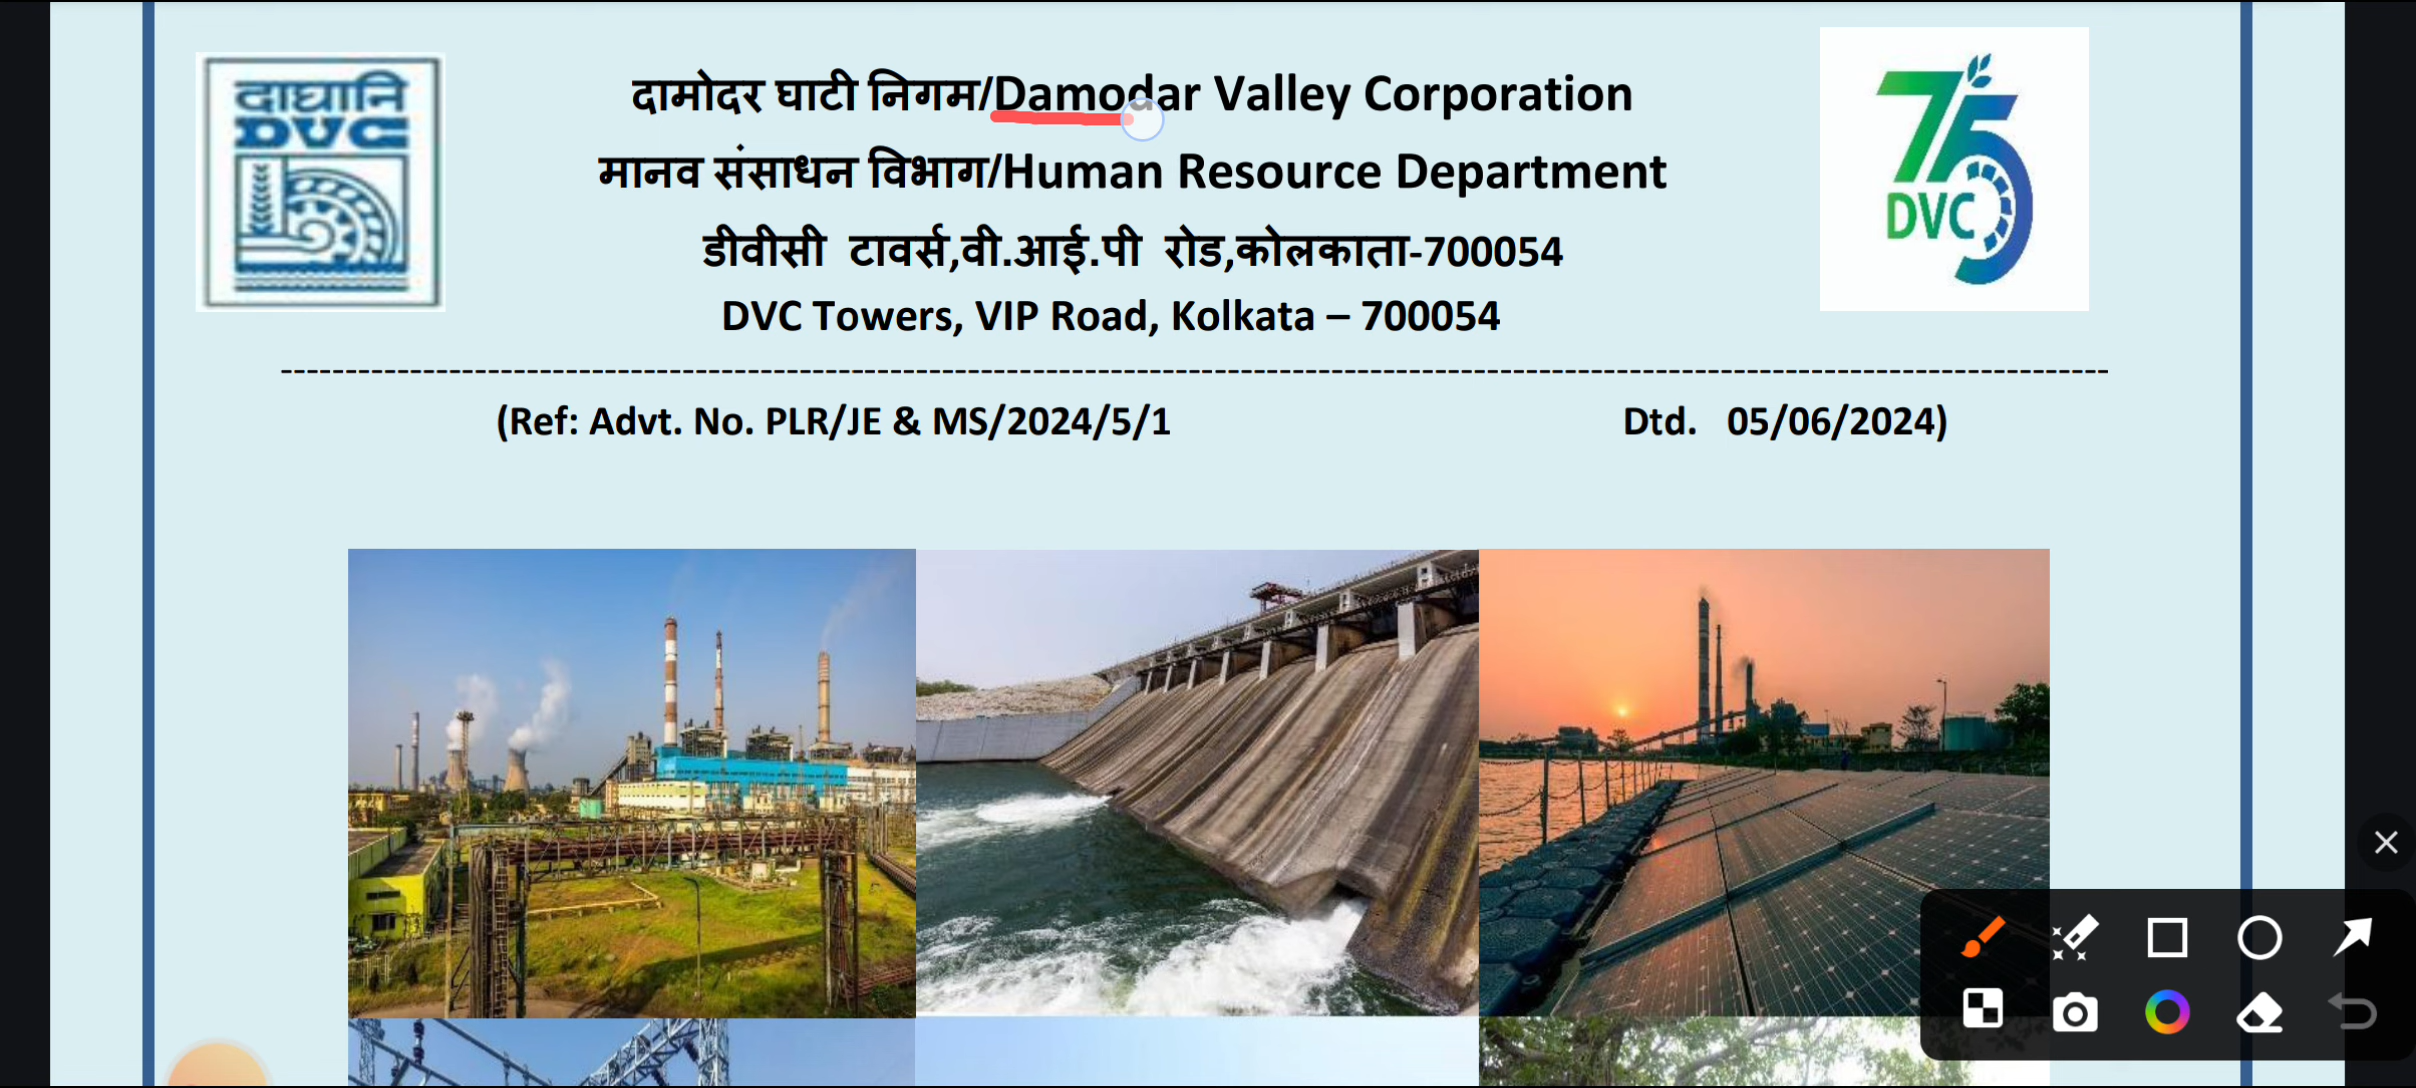 दाघानि
DVC
दामोदर घाटी निगम/Damodar Valley Corporation
मानव संसाधन विभाग/Human Resource Department
डीवीसी टावर्स,वी.आई.पी रोड,कोलकाता-700054
DVC Towers, VIP Road, Kolkata – 700054
75
DVC
(Ref: Advt. No. PLR/JE & MS/2024/5/1 Dtd. 05/06/2024)